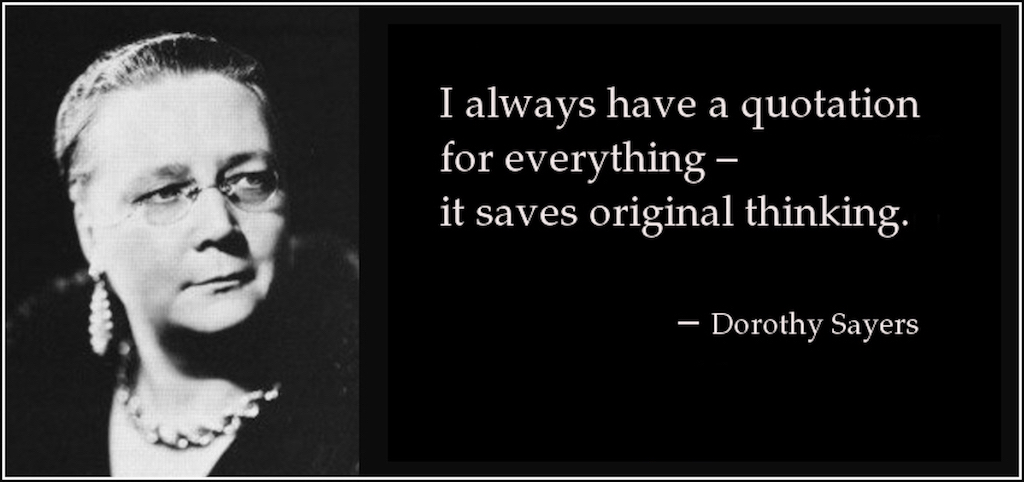 I always have a quotation
for everything –
it saves original thinking.
– Dorothy Sayers